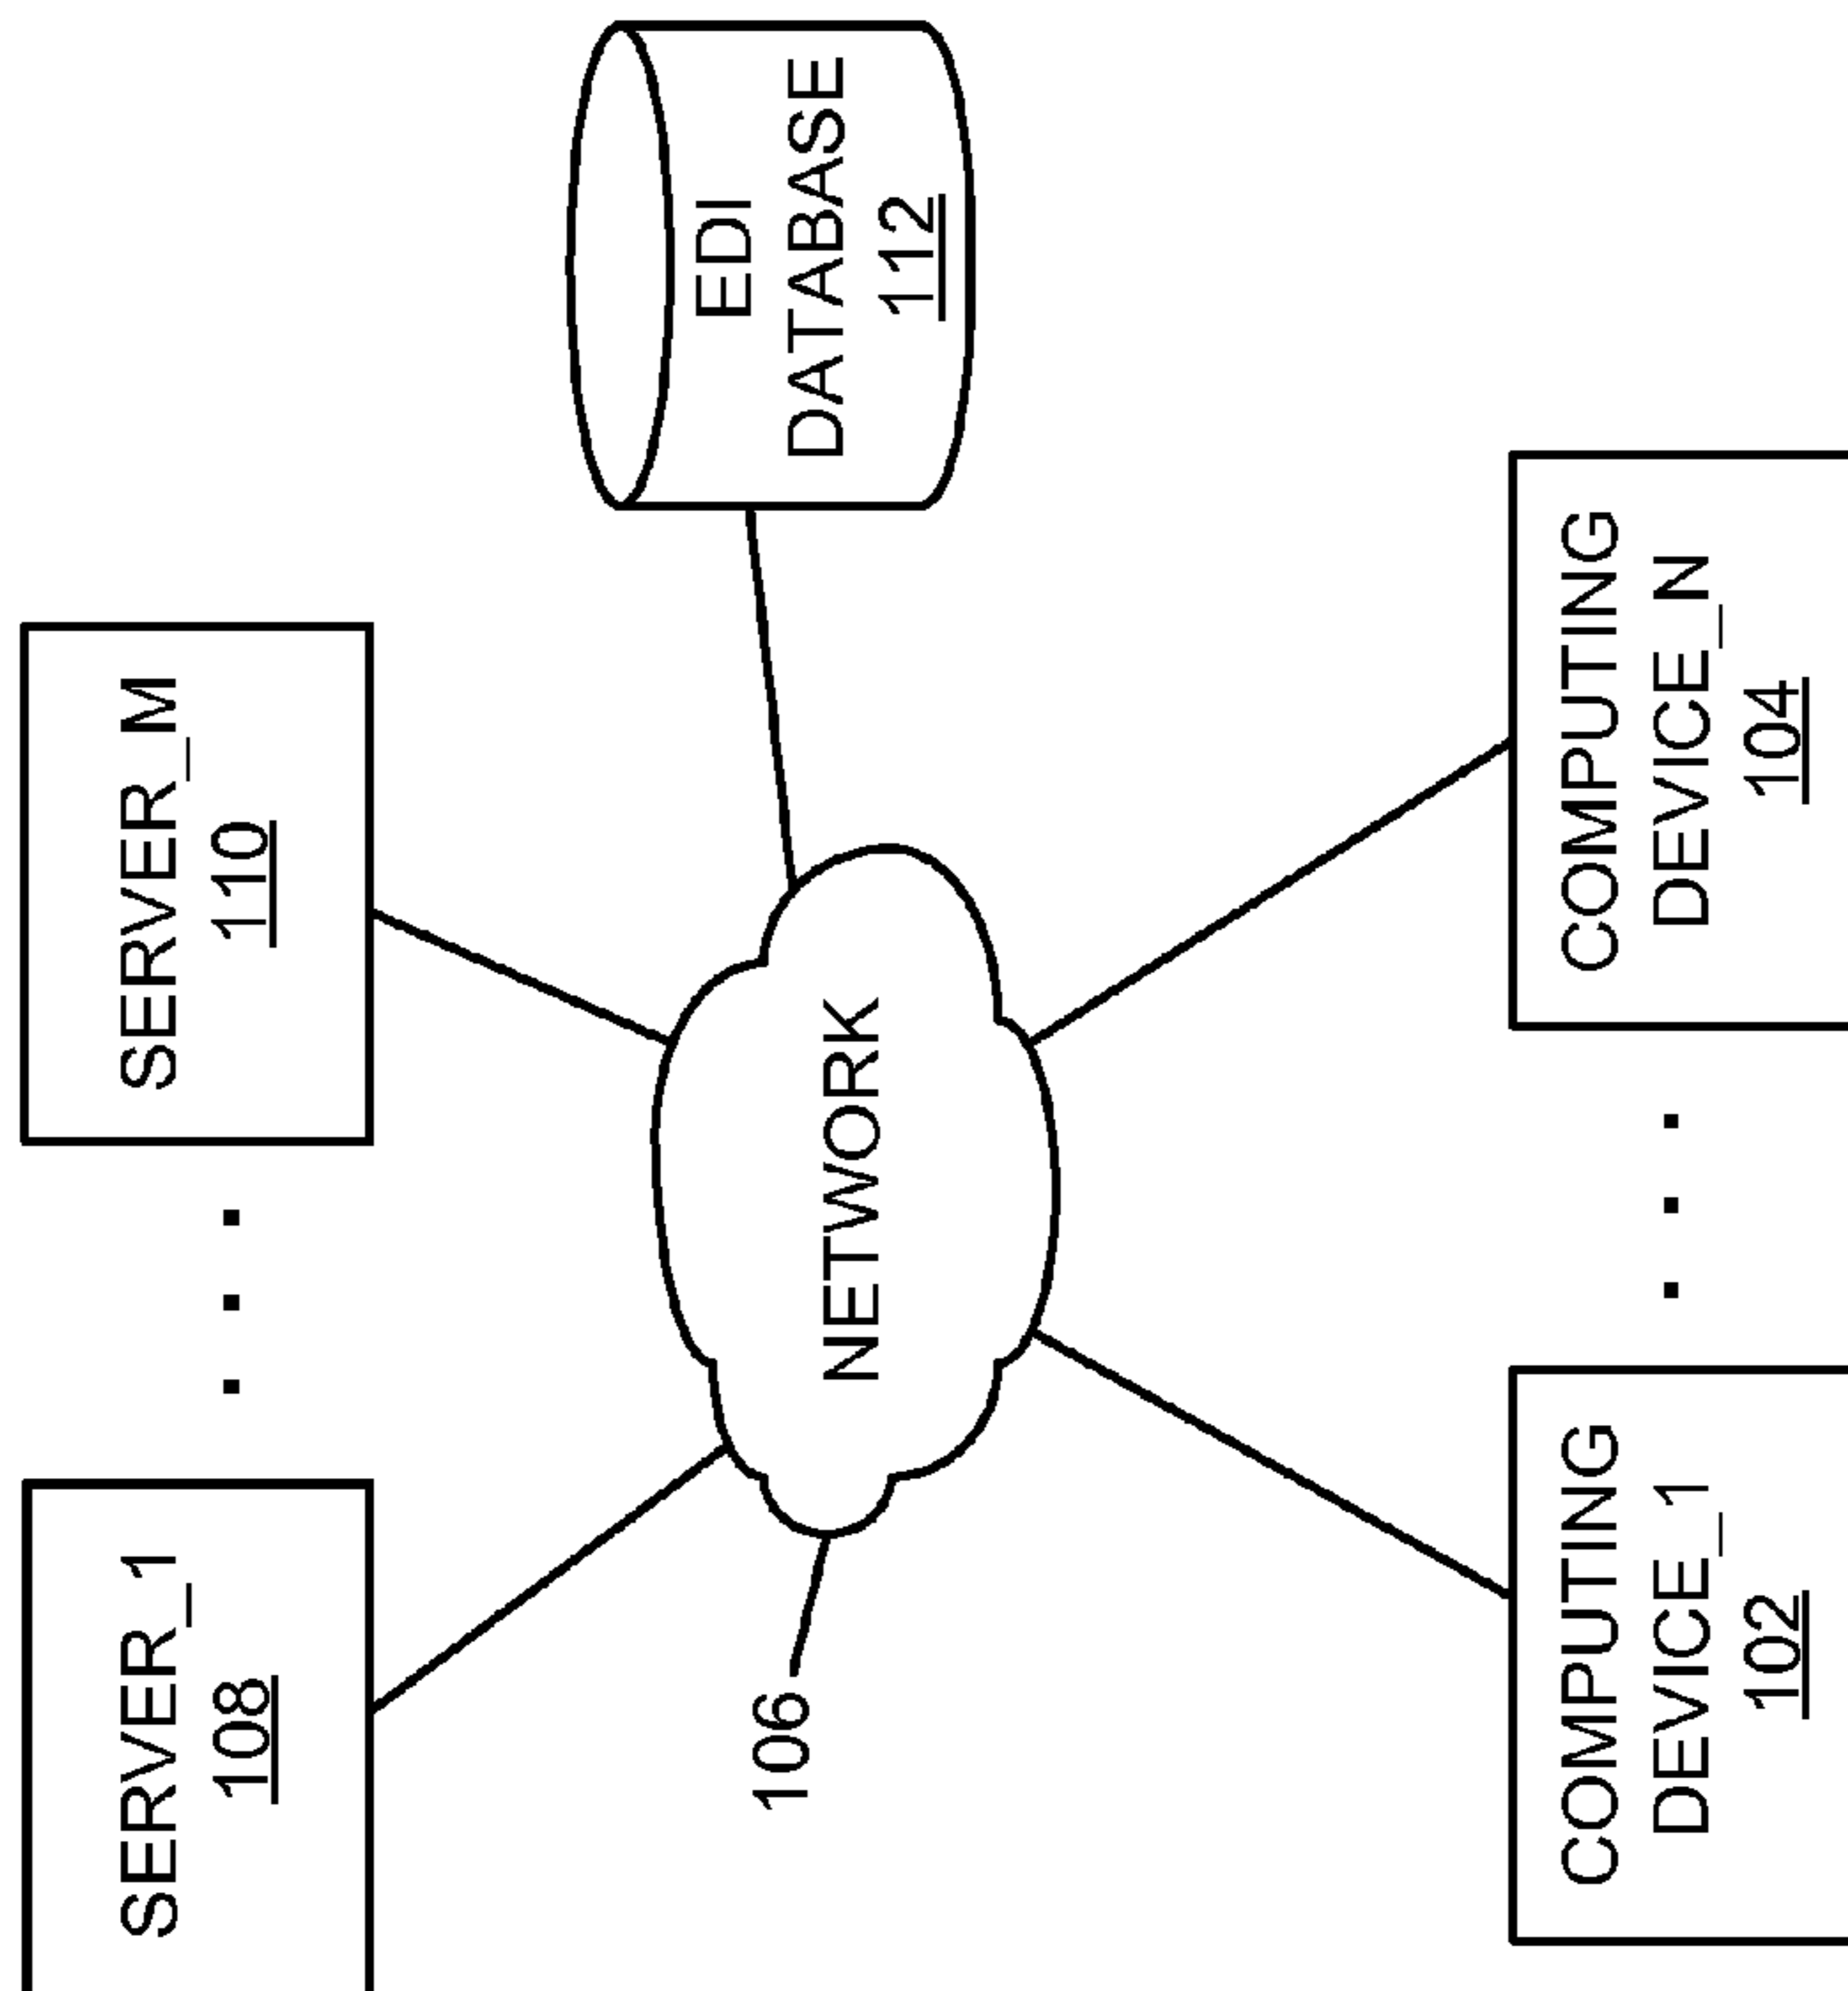 SERVER_1
108
SERVER_M
110
EDI
DATABASE
112
NETWORK
106
COMPUTING
DEVICE_1
102
COMPUTING
DEVICE_N
104